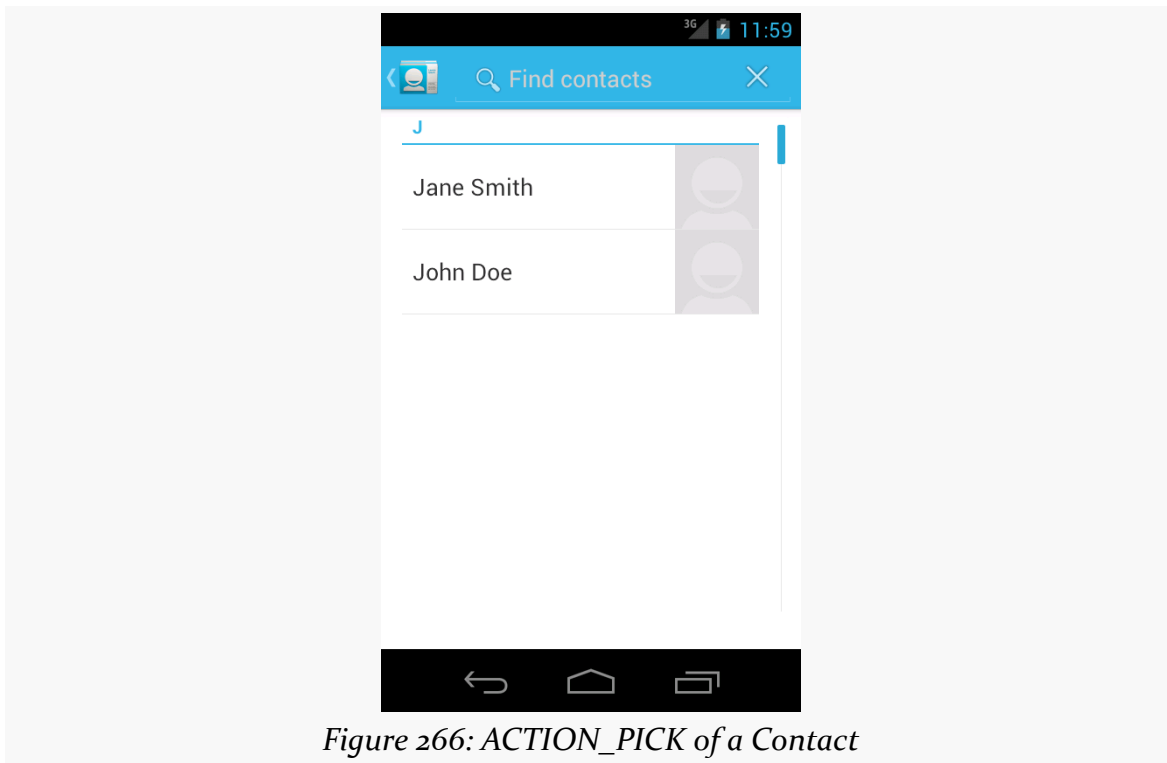 3G 11:59
Find contacts
J
Jane Smith
John Doe
Figure 266: ACTION_PICK of a Contact